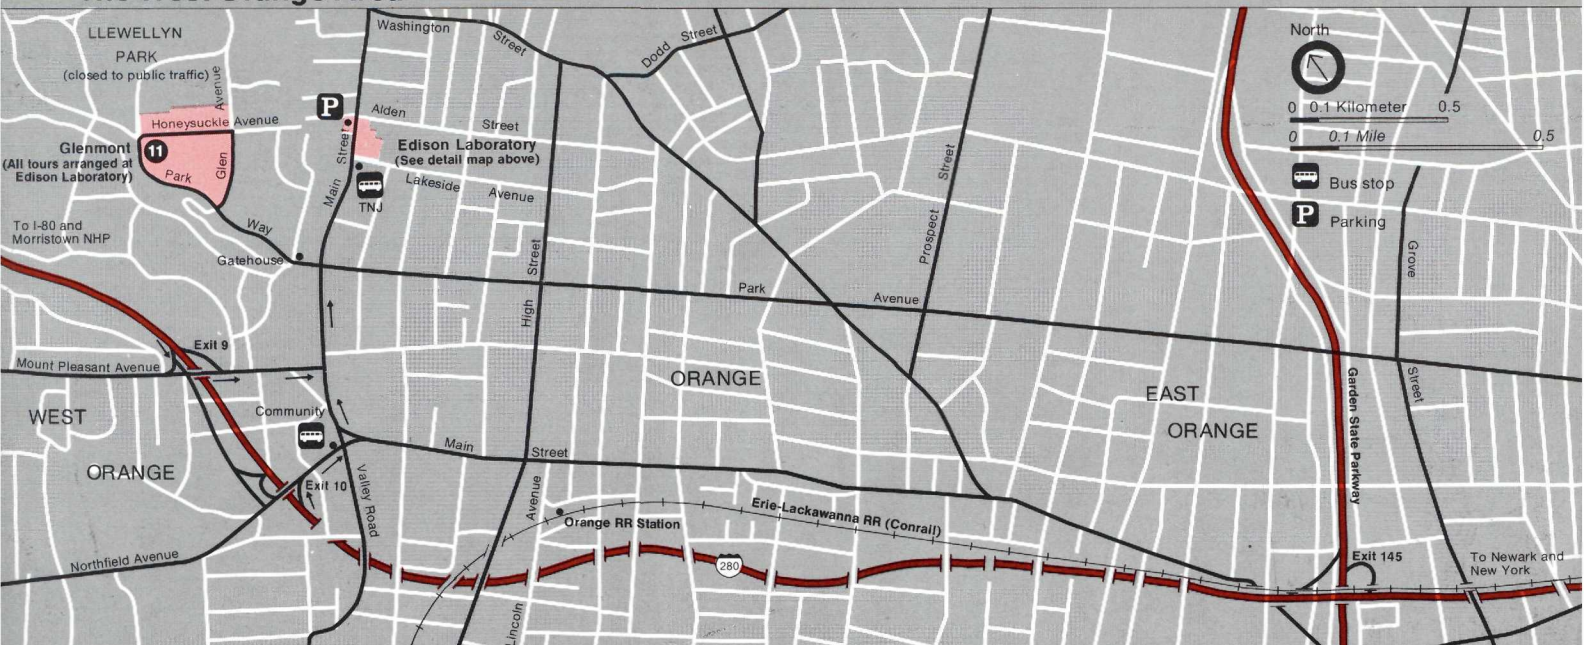 LLEWELLYN
PARK
(closed to public traffic)
Avenue
Honeysuckle Avenue
Glenmont
(All tours arranged at
Edison Laboratory)
11
Park
Glen
Way
Gatehouse
To I-80 and
Morristown NHP
Washington
Street
Dodd Street
P
Alden
Street
Main Street
Edison Laboratory
(See detail map above)
TNJ
Lakeside
Avenue
High
Street
Prospect
Street
Park
Avenue
North
0 0.1 Kilometer 0.5
0 0.1 Mile 0.5
Bus stop
P Parking
Grove
Street
Exit 9
Mount Pleasant Avenue
WEST
ORANGE
Community
Exit 10
Valley Road
Northfield Avenue
Main
Street
ORANGE
EAST
ORANGE
Garden State Parkway
Avenue
Lincoln
Orange RR Station
Erie-Lackawanna RR (Conrail)
280
Exit 145
To Newark and
New York